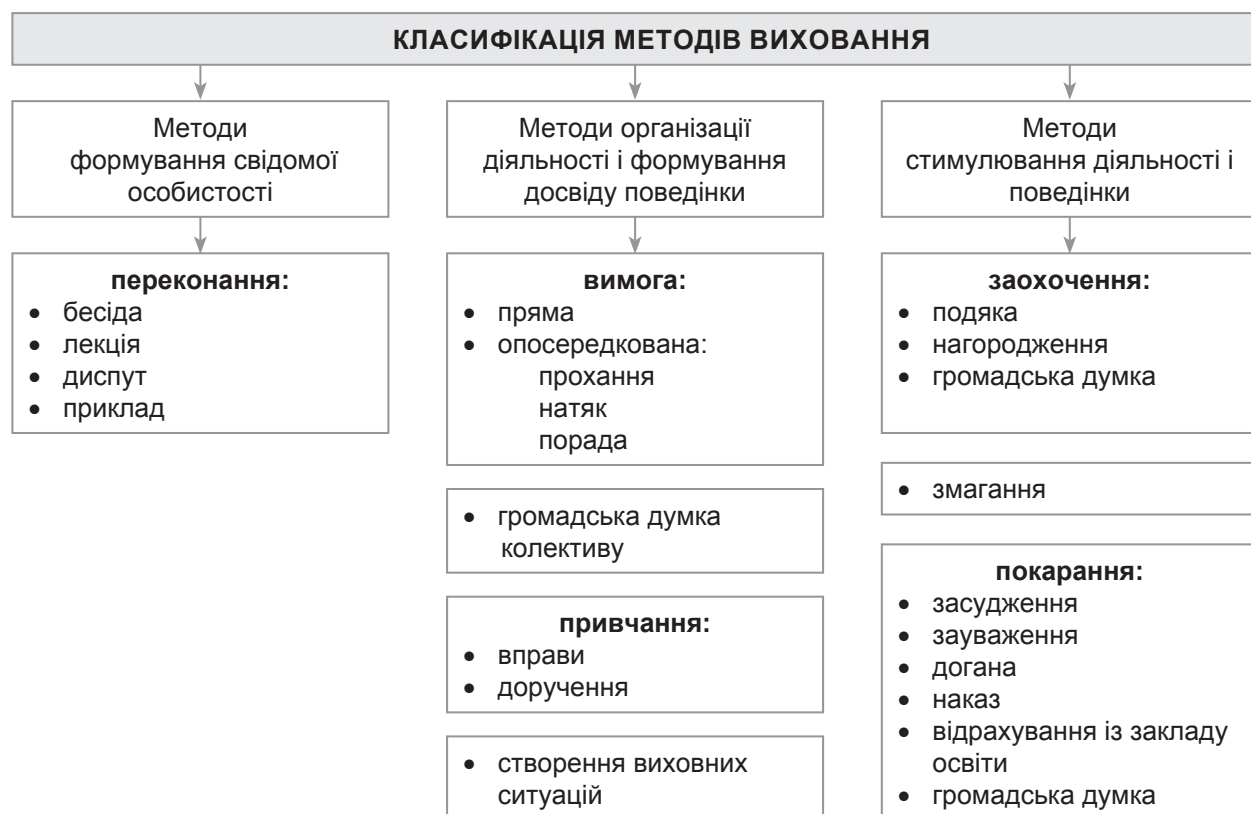 КЛАСИФІКАЦІЯ МЕТОДІВ ВИХОВАННЯ
Методи
формування свідомої
особистості
переконання:
• бесіда
• лекція
• диспут
• приклад
Методи організації
діяльності і формування
досвіду поведінки
вимога:
• пряма
• опосередкована:
прохання
натяк
порада
• громадська думка
колективу
привчання:
• вправи
• доручення
• створення виховних
ситуацій
Методи
стимулювання діяльності і
поведінки
заохочення:
• подяка
• нагородження
• громадська думка
• змагання
покарання:
• засудження
• зауваження
• догана
• наказ
• відрахування із закладу
освіти
• громадська думка